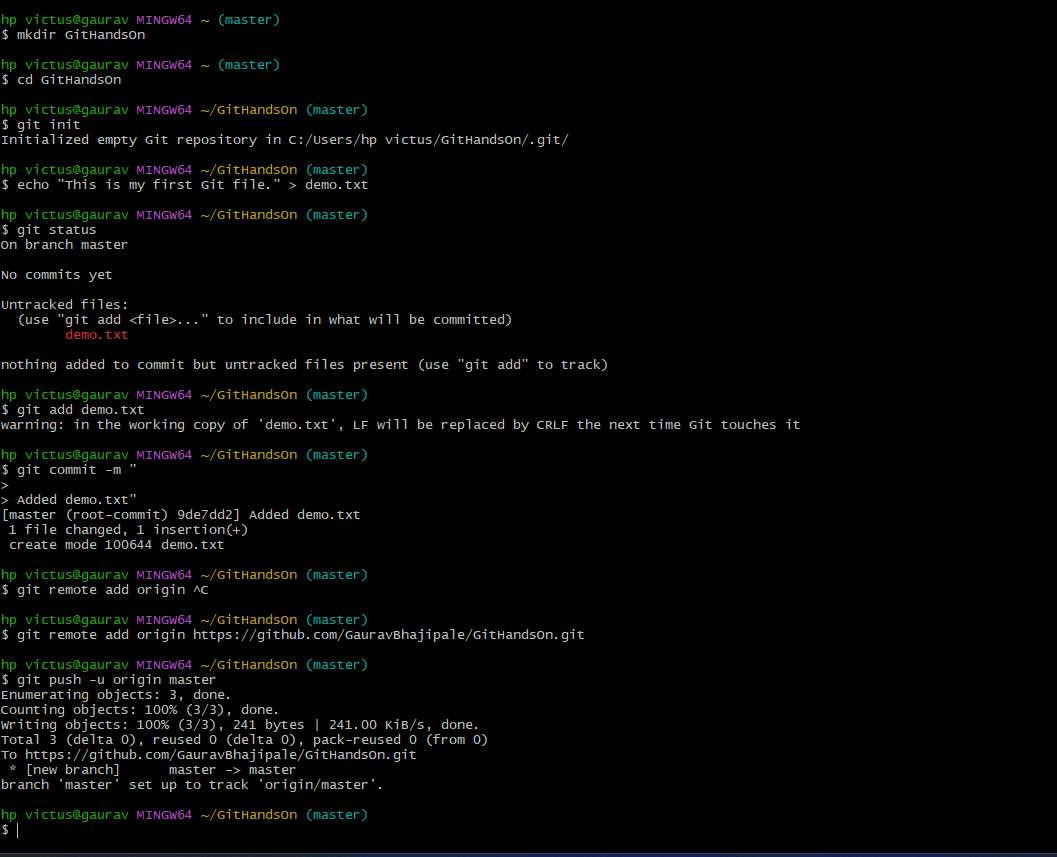 hp victus@gaurav MINGW64 ~ (master)
$ mkdir GitHandsOn
hp victus@gaurav MINGW64 ~ (master)
$ cd GitHandsOn
hp victus@gaurav MINGW64 ~/GitHandsOn (master)
$ git init
Initialized empty Git repository in C:/Users/hp victus/GitHandsOn/.git/
hp victus@gaurav MINGW64 ~/GitHandsOn (master)
$ echo "This is my first Git file." > demo.txt
hp victus@gaurav MINGW64 ~/GitHandsOn (master)
$ git status
On branch master
No commits yet
Untracked files:
  (use "git add <file>..." to include in what will be committed)
        demo.txt
nothing added to commit but untracked files present (use "git add" to track)
hp victus@gaurav MINGW64 ~/GitHandsOn (master)
$ git add demo.txt
warning: in the working copy of 'demo.txt', LF will be replaced by CRLF the next time Git touches it
hp victus@gaurav MINGW64 ~/GitHandsOn (master)
$ git commit -m "
>
> Added demo.txt"
[master (root-commit) 9de7dd2] Added demo.txt
 1 file changed, 1 insertion(+)
 create mode 100644 demo.txt
hp victus@gaurav MINGW64 ~/GitHandsOn (master)
$ git remote add origin ^C
hp victus@gaurav MINGW64 ~/GitHandsOn (master)
$ git remote add origin https://github.com/GauravBhajipale/GitHandsOn.git
hp victus@gaurav MINGW64 ~/GitHandsOn (master)
$ git push -u origin master
Enumerating objects: 3, done.
Counting objects: 100% (3/3), done.
Writing objects: 100% (3/3), 241 bytes | 241.00 KiB/s, done.
Total 3 (delta 0), reused 0 (delta 0), pack-reused 0 (from 0)
To https://github.com/GauravBhajipale/GitHandsOn.git
 * [new branch]      master -> master
branch 'master' set up to track 'origin/master'.
hp victus@gaurav MINGW64 ~/GitHandsOn (master)
$